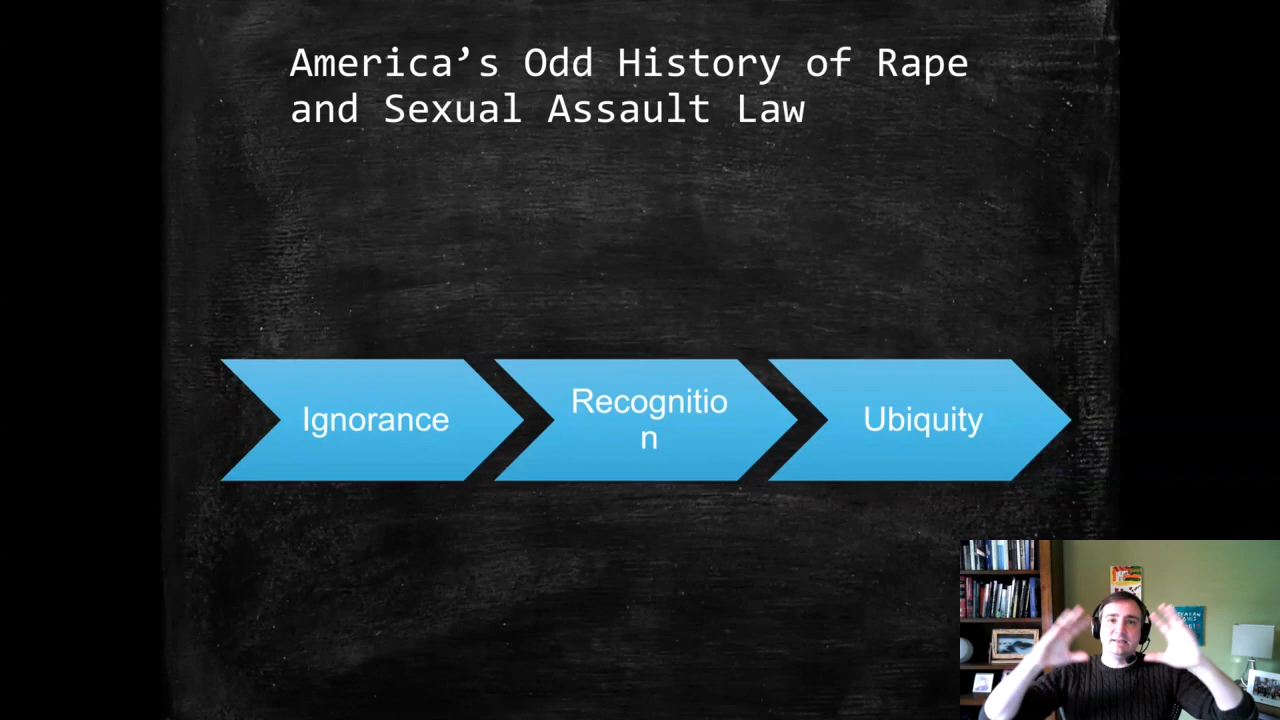 America’s Odd History of Rape
and Sexual Assault Law
Ignorance
Recognitio
n
Ubiquity